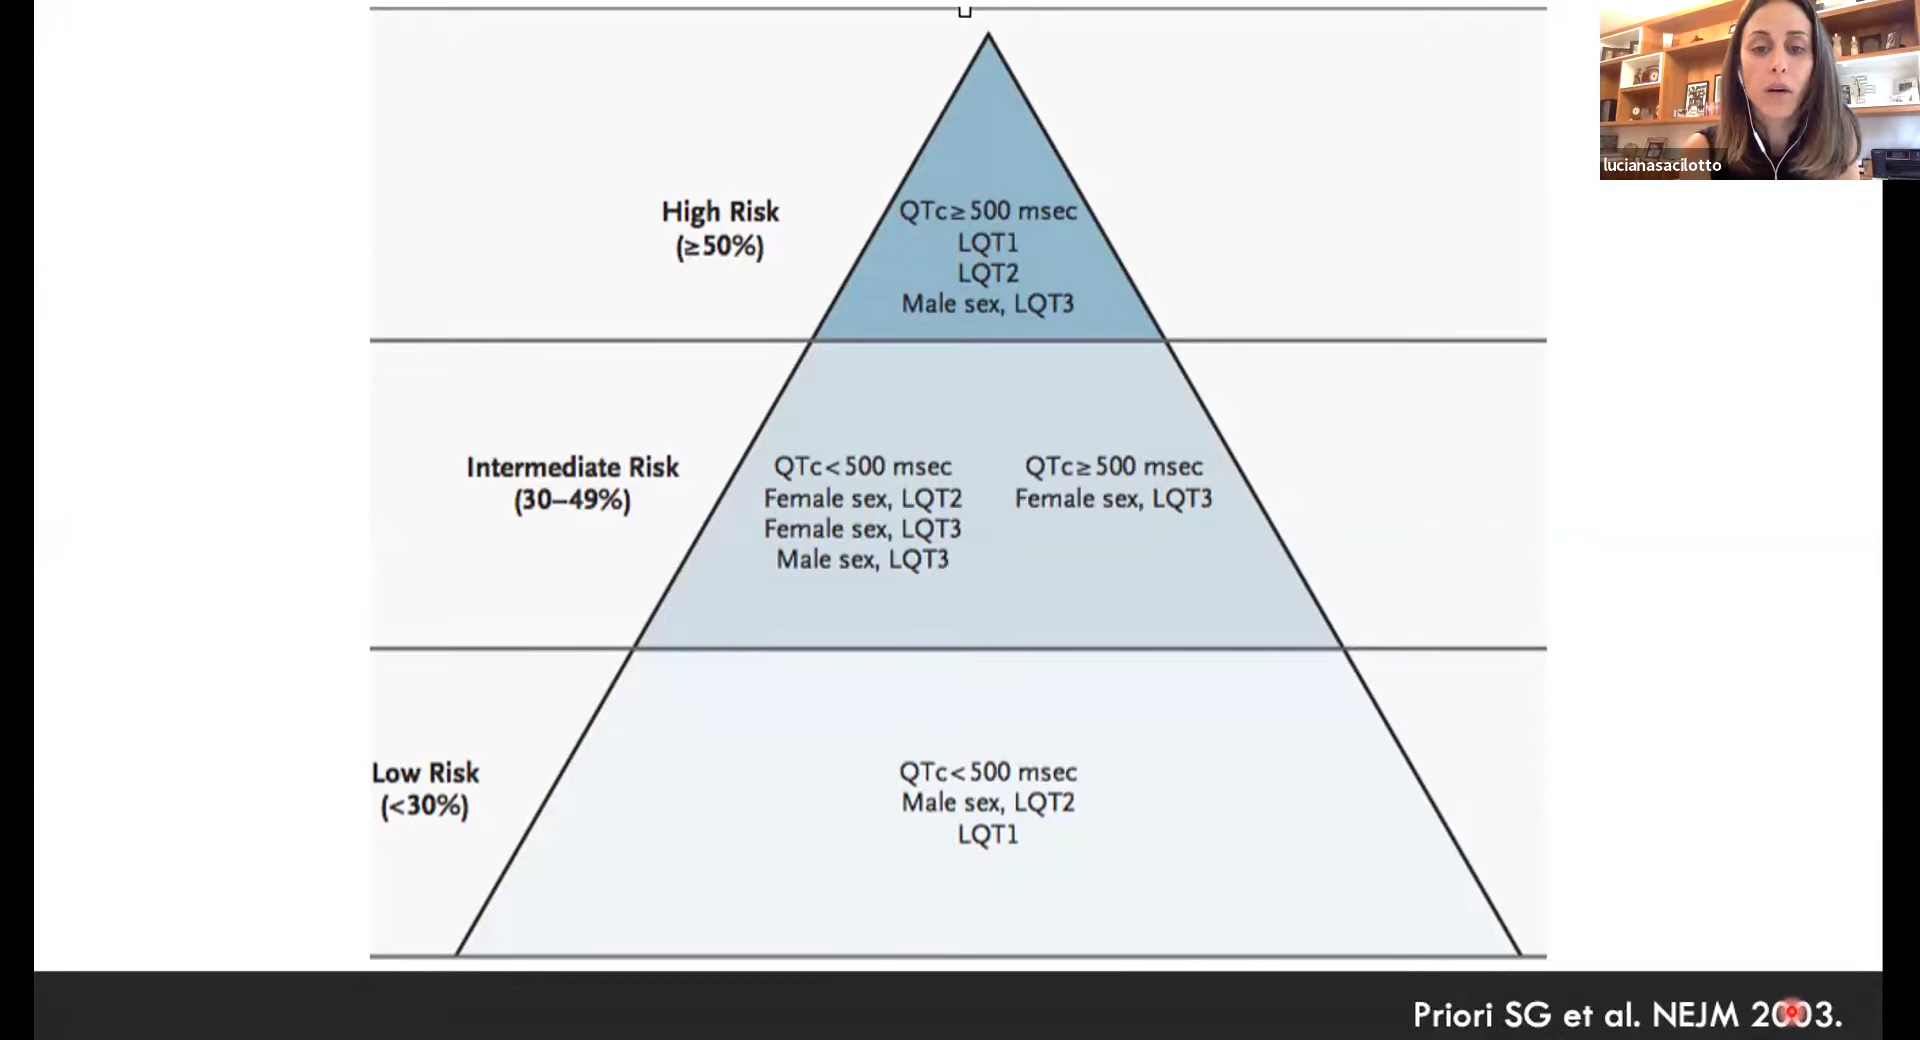 lucianasacilotto
High Risk
(≥50%)
QTc≥500 msec
LQT1
LQT2
Male sex, LQT3
Intermediate Risk
(30–49%)
QTc<500 msec
Female sex, LQT2
Female sex, LQT3
Male sex, LQT3
QTc≥500 msec
Female sex, LQT3
Low Risk
(<30%)
QTc<500 msec
Male sex, LQT2
LQT1
Priori SG et al. NEJM 2003.